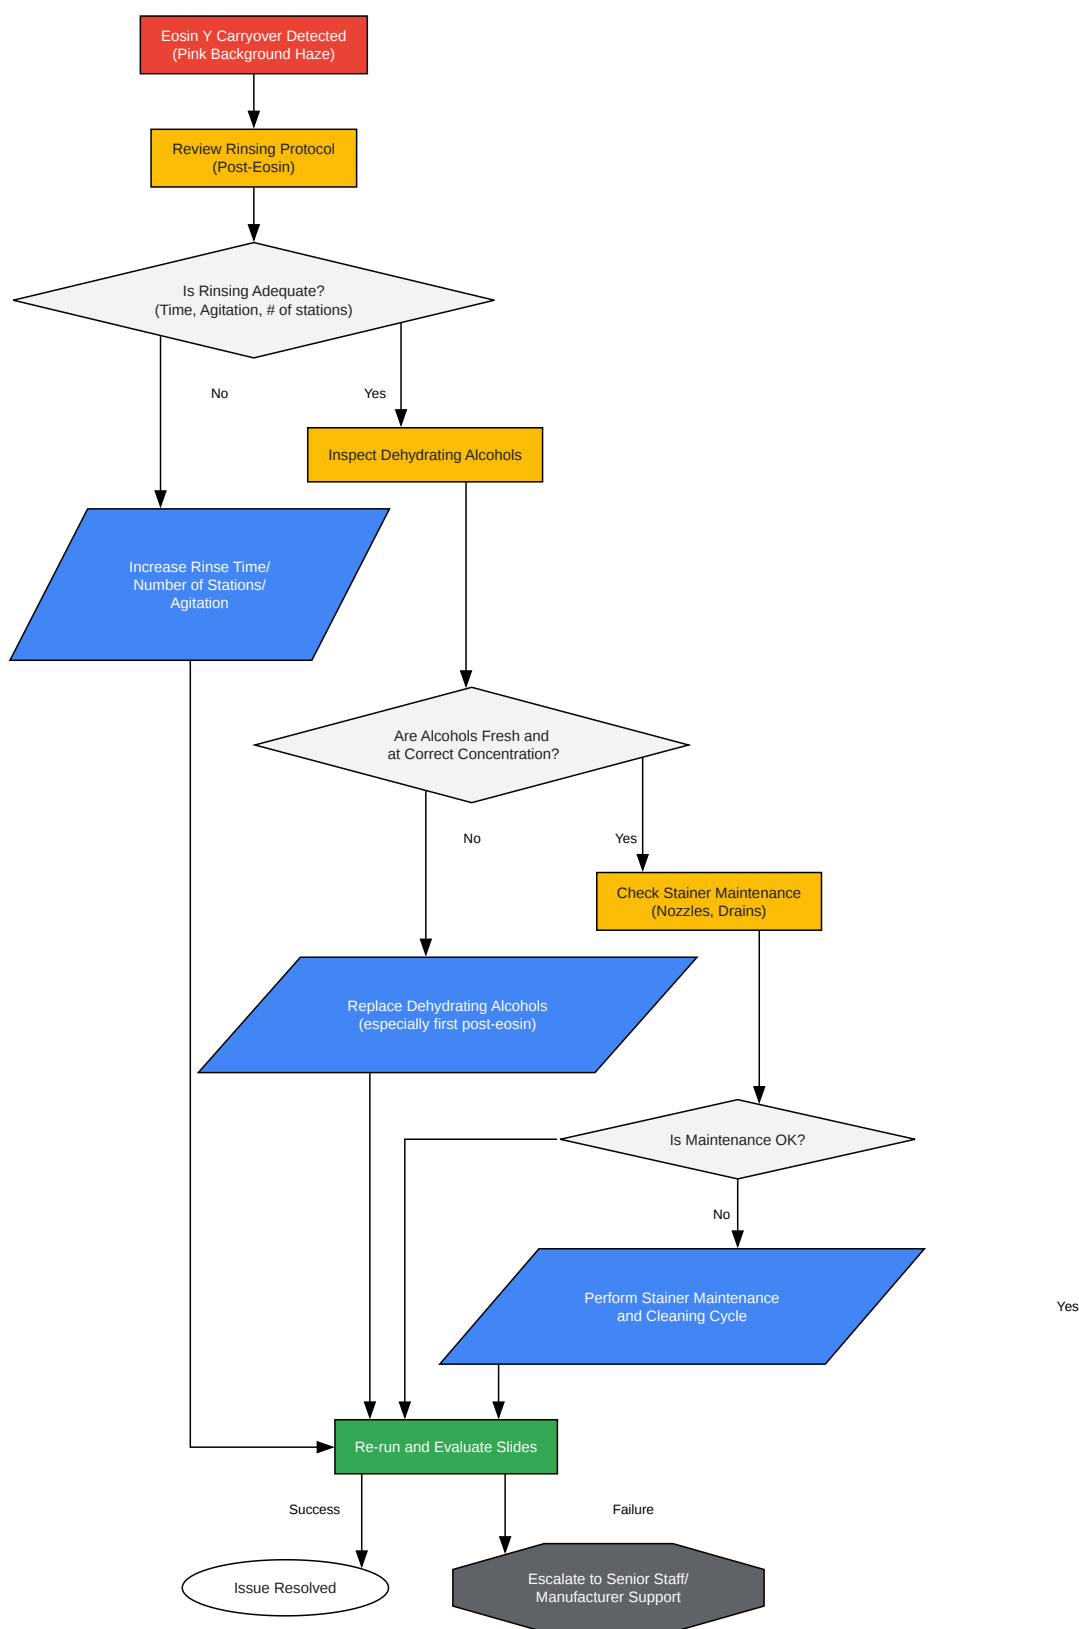 Eosin Y Carryover Detected
(Pink Background Haze)
Review Rinsing Protocol
(Post-Eosin)
Is Rinsing Adequate?
(Time, Agitation, # of stations)
No
Yes
Inspect Dehydrating Alcohols
Increase Rinse Time/
Number of Stations/
Agitation
Are Alcohols Fresh and
at Correct Concentration?
No
Yes
Check Stainer Maintenance
(Nozzles, Drains)
Replace Dehydrating Alcohols
(especially first post-eosin)
Is Maintenance OK?
No
Perform Stainer Maintenance
and Cleaning Cycle
Yes
Re-run and Evaluate Slides
Success
Failure
Issue Resolved
Escalate to Senior Staff/
Manufacturer Support